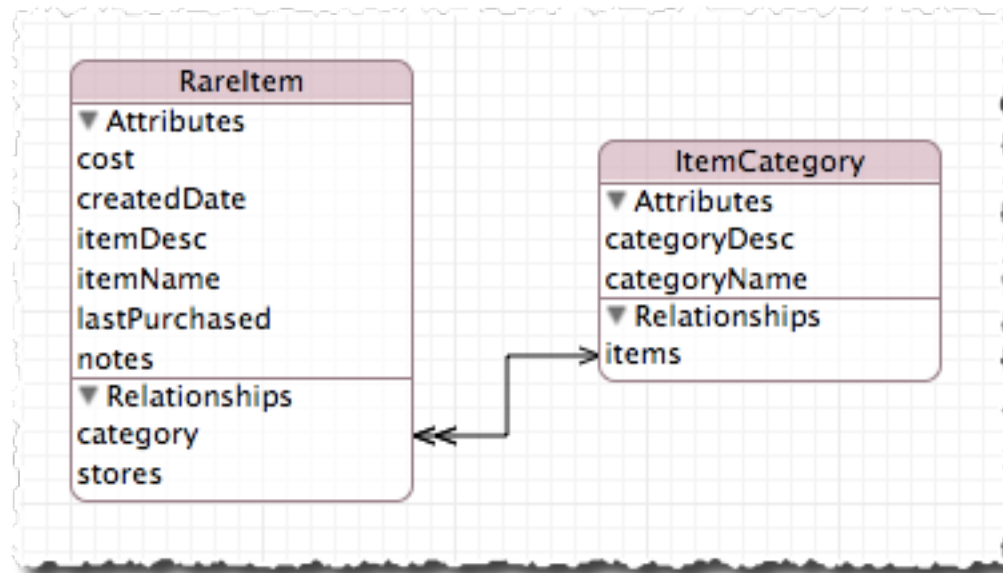 RareItem
▼ Attributes
cost
createdDate
itemDesc
itemName
lastPurchased
notes
▼ Relationships
category
stores
ItemCategory
▼ Attributes
categoryDesc
categoryName
▼ Relationships
items